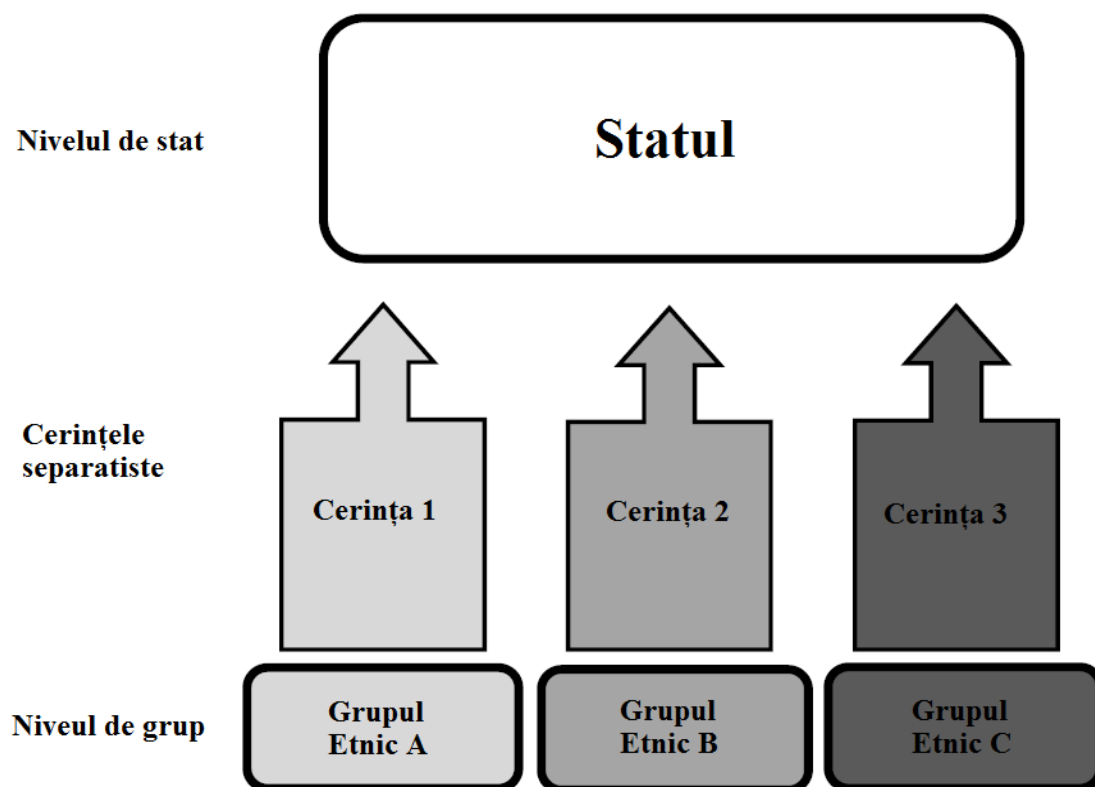 Nivelul de stat
Statul
Cerințele
separatiste
Cerința 1
Cerința 2
Cerința 3
Niveul de grup
Grupul
Etnic A
Grupul
Etnic B
Grupul
Etnic C